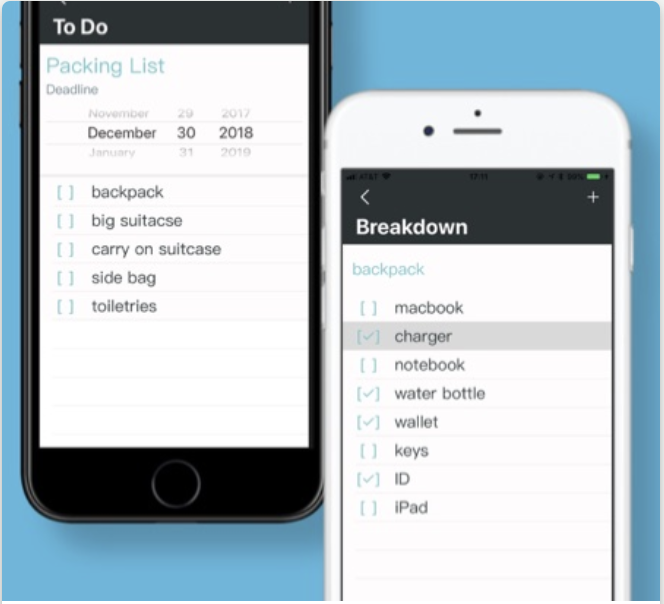 To Do
Packing List
Deadline
November 29 2017
December 30 2018
January 31 2019
[ ] backpack
[ ] big suitacse
[ ] carry on suitcase
[ ] side bag
[ ] toiletries
AT&T 17:11
Breakdown
backpack
[ ] macbook
[✓] charger
[ ] notebook
[✓] water bottle
[✓] wallet
[ ] keys
[✓] ID
[ ] iPad